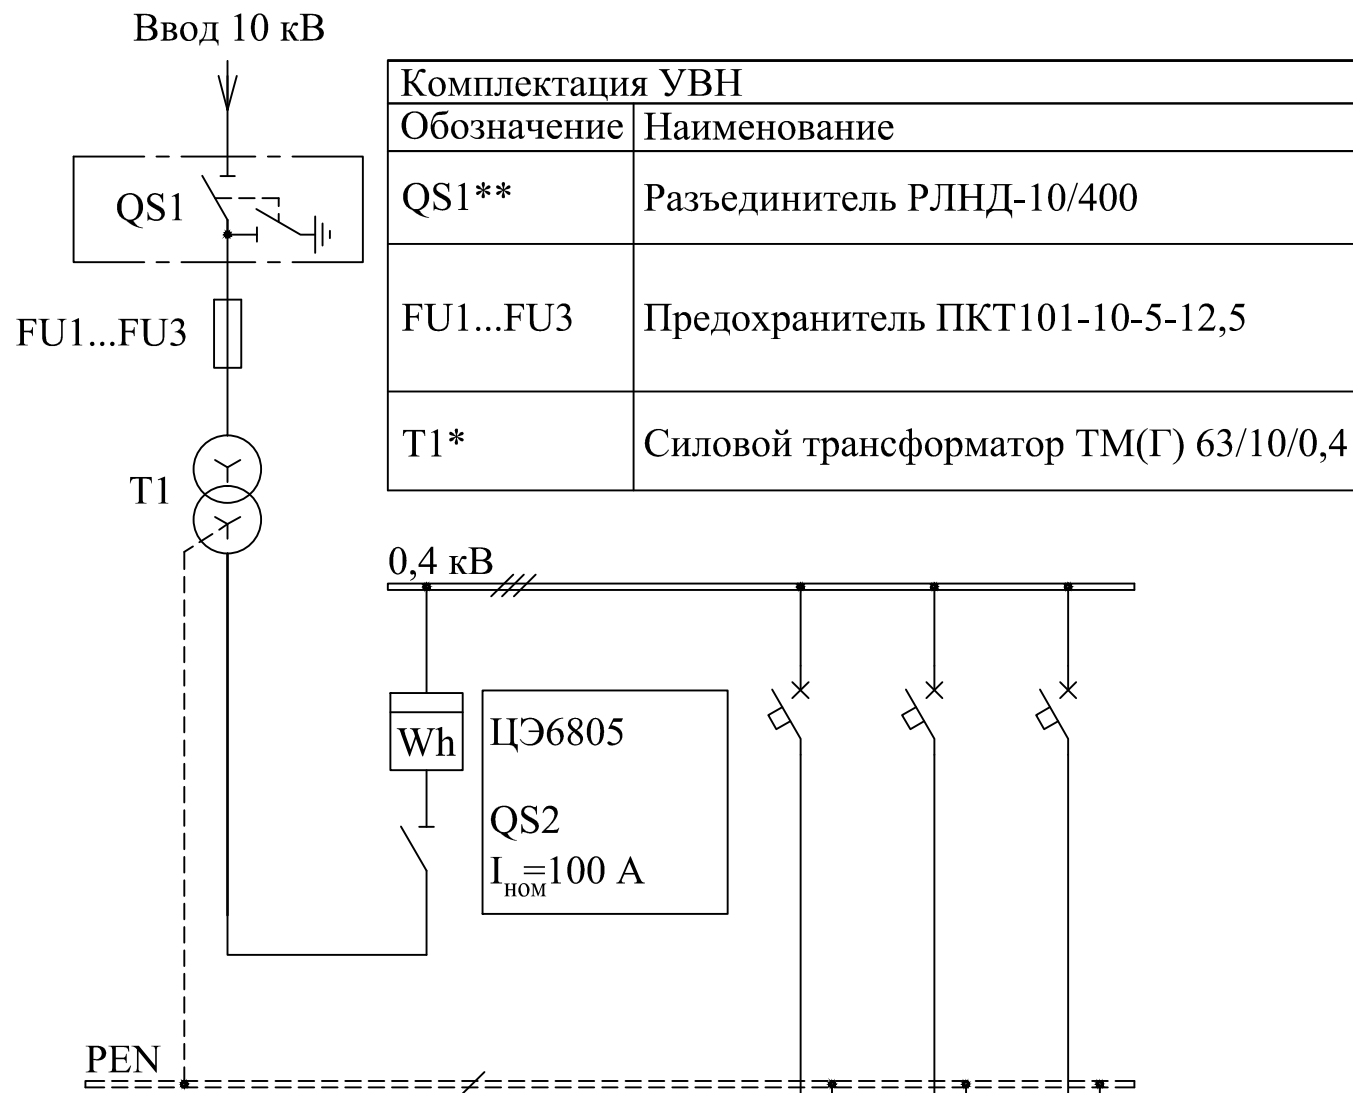 Ввод 10 кВ
Комплектация УВН
Обозначение Наименование
QS1** Разъединитель РЛНД-10/400
FU1...FU3 Предохранитель ПКТ101-10-5-12,5
T1* Силовой трансформатор ТМ(Г) 63/10/0,4
QS1
FU1...FU3
T1
0,4 кВ
Wh
ЦЭ6805
QS2
Iном=100 А
PEN